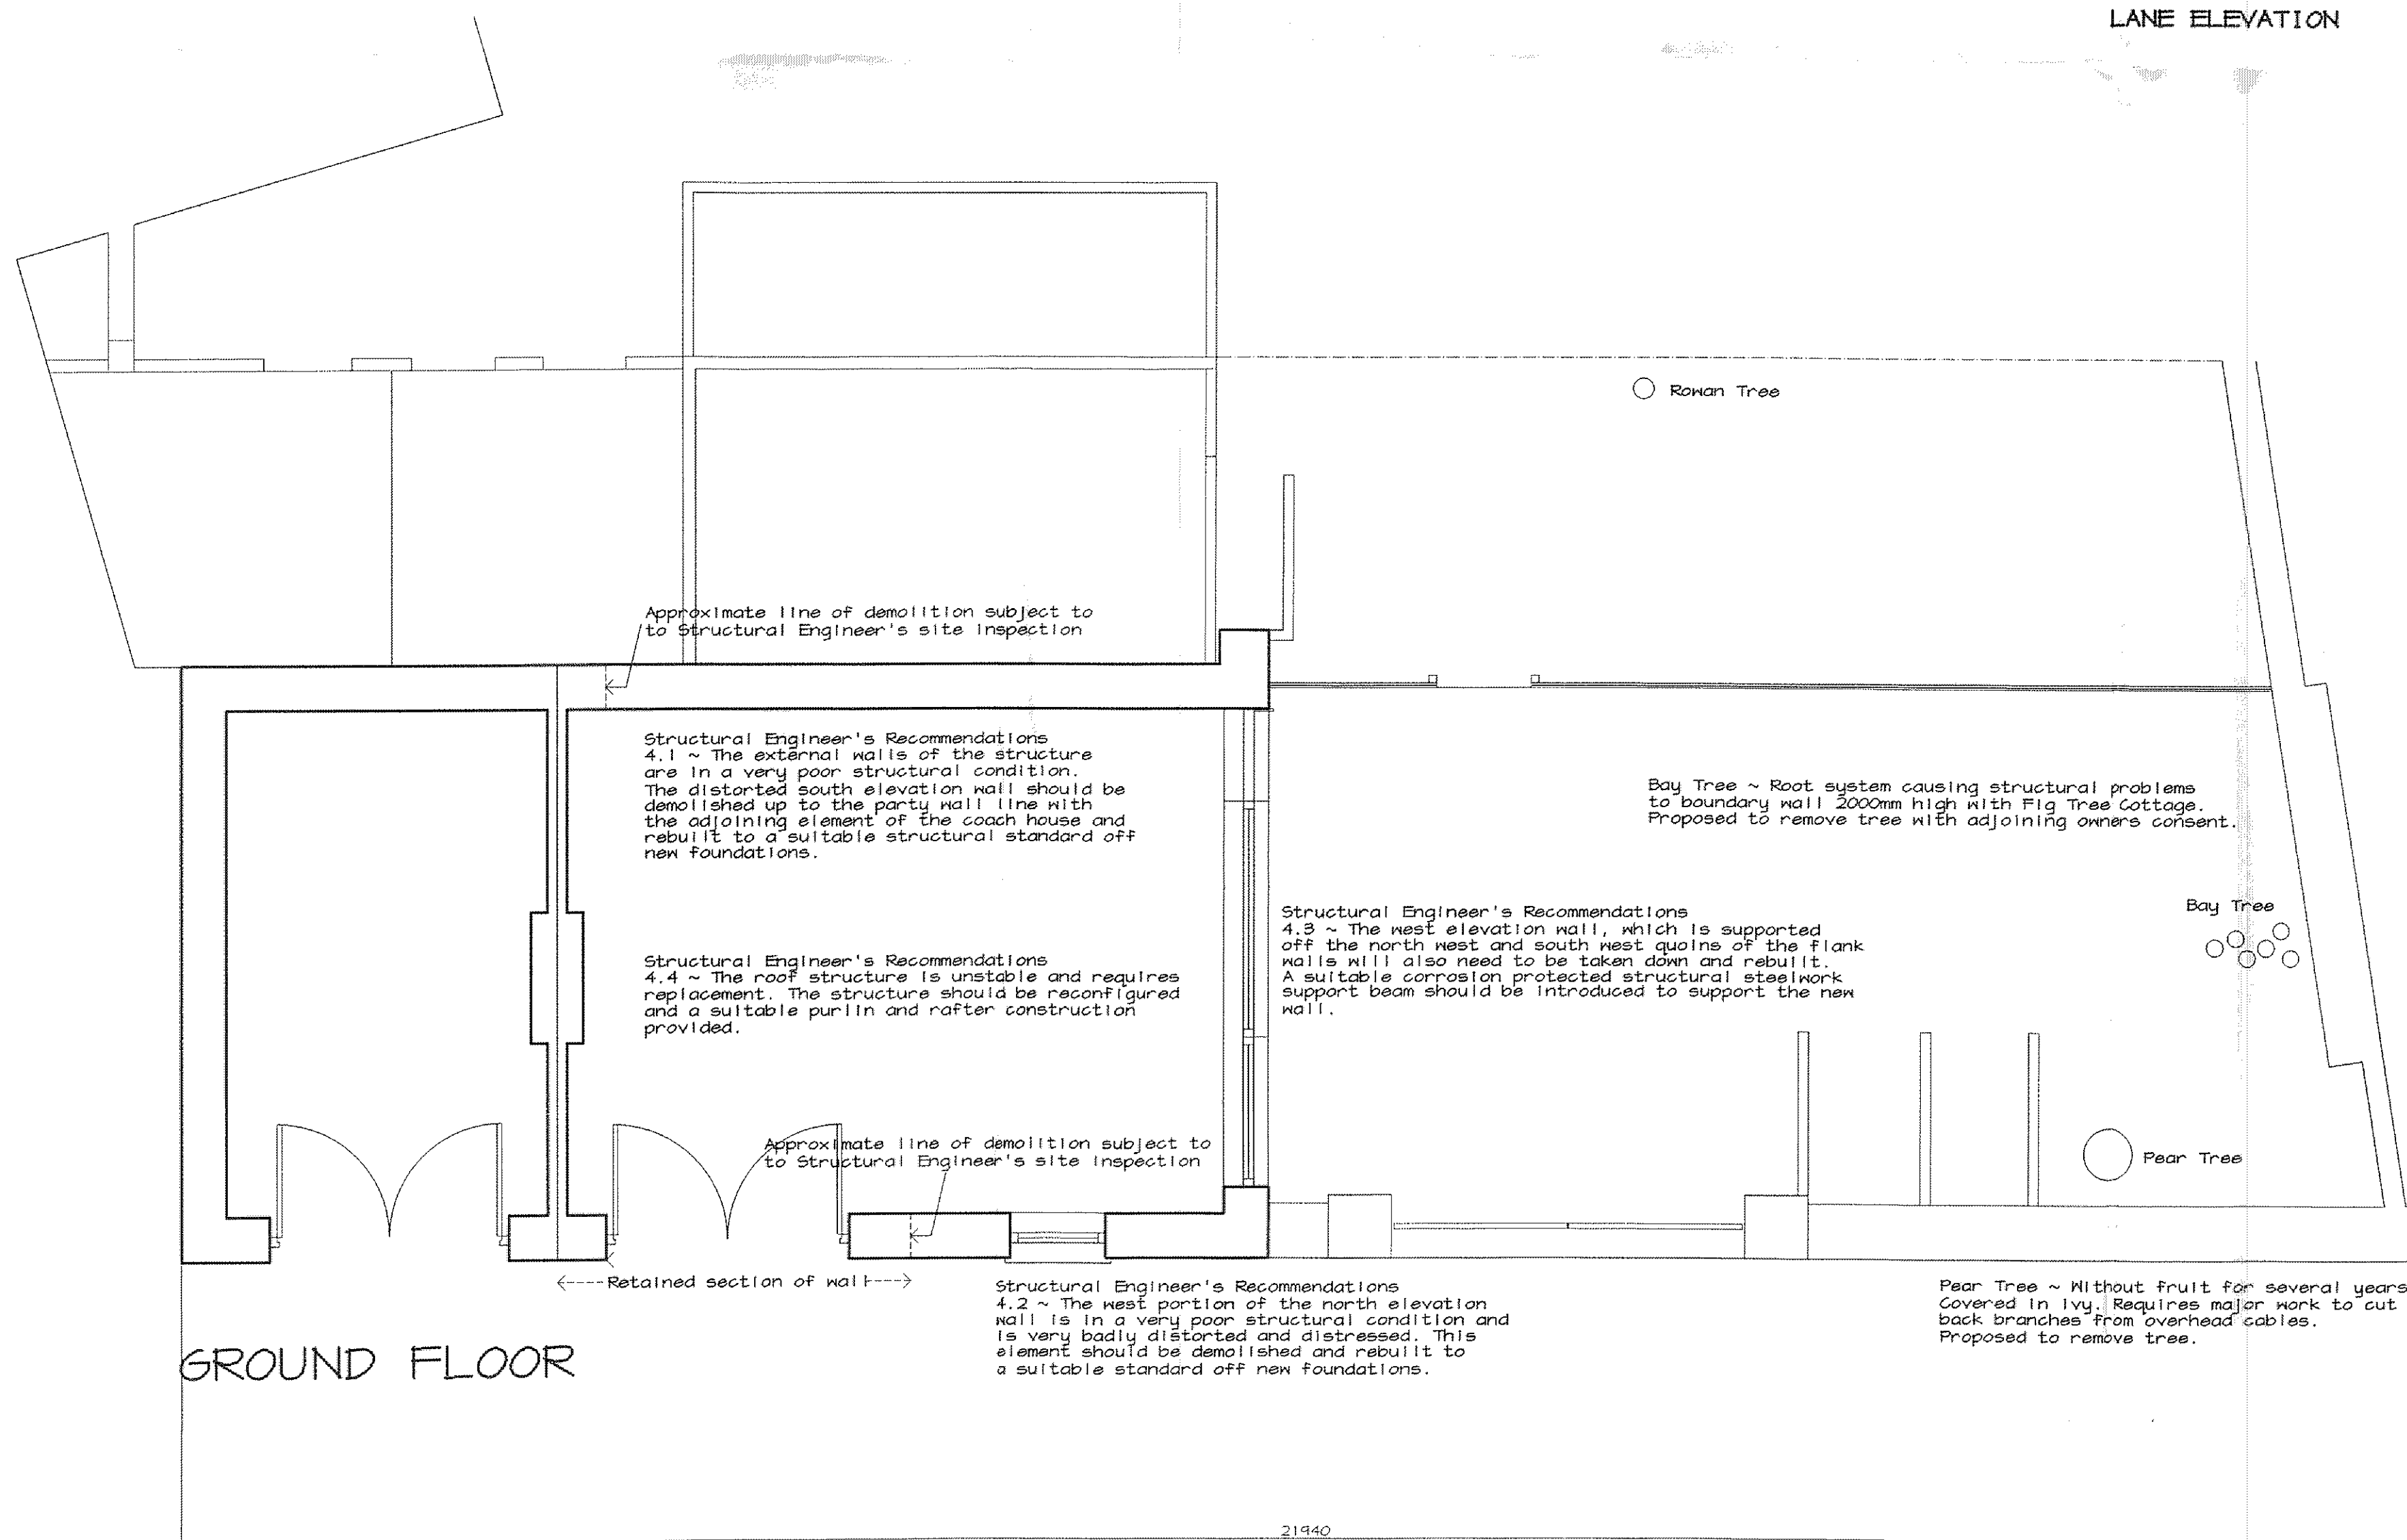 LANE ELEVATION
Rowan Tree
Approximate line of demolition subject to
to Structural Engineer's site inspection
Structural Engineer's Recommendations
4.1 ~ The external walls of the structure
are in a very poor structural condition.
The distorted south elevation wall should be
demolished up to the party wall line with
the adjoining element of the coach house and
rebuilt to a suitable structural standard off
new foundations.
Bay Tree ~ Root system causing structural problems
to boundary wall 2000mm high with Fig Tree Cottage.
Proposed to remove tree with adjoining owners consent.
Bay Tree
Structural Engineer's Recommendations
4.3 ~ The west elevation wall, which is supported
off the north west and south west quoins of the flank
walls will also need to be taken down and rebuilt.
A suitable corrosion protected structural steelwork
support beam should be introduced to support the new
wall.
Structural Engineer's Recommendations
4.4 ~ The roof structure is unstable and requires
replacement. The structure should be reconfigured
and a suitable purlin and rafter construction
provided.
Approximate line of demolition subject to
to Structural Engineer's site inspection
Pear Tree
Retained section of wall
Structural Engineer's Recommendations
4.2 ~ The west portion of the north elevation
wall is in a very poor structural condition and
is very badly distorted and distressed. This
element should be demolished and rebuilt to
a suitable standard off new foundations.
Pear Tree ~ Without fruit for several years
Covered in ivy. Requires major work to cut
back branches from overhead cables.
Proposed to remove tree.
GROUND FLOOR
21940